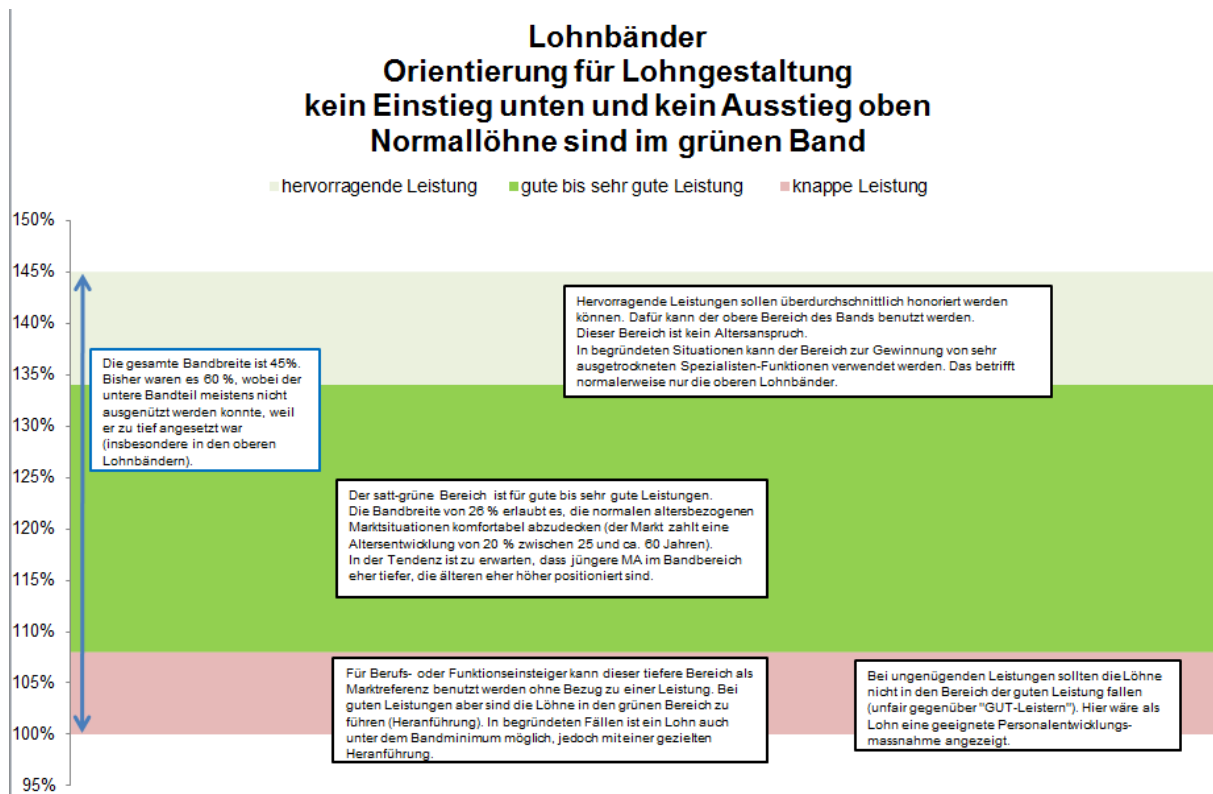 Lohnbänder
Orientierung für Lohngestaltung
kein Einstieg unten und kein Ausstieg oben
Normallöhne sind im grünen Band
hervorragende Leistung gute bis sehr gute Leistung knappe Leistung
150%
145%
140%
135%
130%
125%
120%
115%
110%
105%
100%
95%
Hervorragende Leistungen sollen überdurchschnittlich honoriert werden
können. Dafür kann der obere Bereich des Bands benutzt werden.
Dieser Bereich ist kein Altersanspruch.
In begründeten Situationen kann der Bereich zur Gewinnung von sehr
ausgetrockneten Spezialisten-Funktionen verwendet werden. Das betrifft
normalerweise nur die oberen Lohnbänder.
Die gesamte Bandbreite ist 45%.
Bisher waren es 60 %, wobei der
untere Bandteil meistens nicht
ausgenützt werden konnte, weil
er zu tief angesetzt war
(insbesondere in den oberen
Lohnbändern).
Der satt-grüne Bereich ist für gute bis sehr gute Leistungen.
Die Bandbreite von 26 % erlaubt es, die normalen altersbezogenen
Marktsituationen komfortabel abzudecken (der Markt zahlt eine
Altersentwicklung von 20 % zwischen 25 und ca. 60 Jahren).
In der Tendenz ist zu erwarten, dass jüngere MA im Bandbereich
eher tiefer, die älteren eher höher positioniert sind.
Für Berufs- oder Funktionseinsteiger kann dieser tiefere Bereich als
Marktreferenz benutzt werden ohne Bezug zu einer Leistung. Bei
guten Leistungen aber sind die Löhne in den grünen Bereich zu
führen (Heranführung). In begründeten Fällen ist ein Lohn auch
unter dem Bandminimum möglich, jedoch mit einer gezielten
Heranführung.
Bei ungenügenden Leistungen sollten die Löhne
nicht in den Bereich der guten Leistung fallen
(unfair gegenüber "GUT-Leistern"). Hier wäre als
Lohn eine geeignete Personalentwicklungs-
massnahme angezeigt.